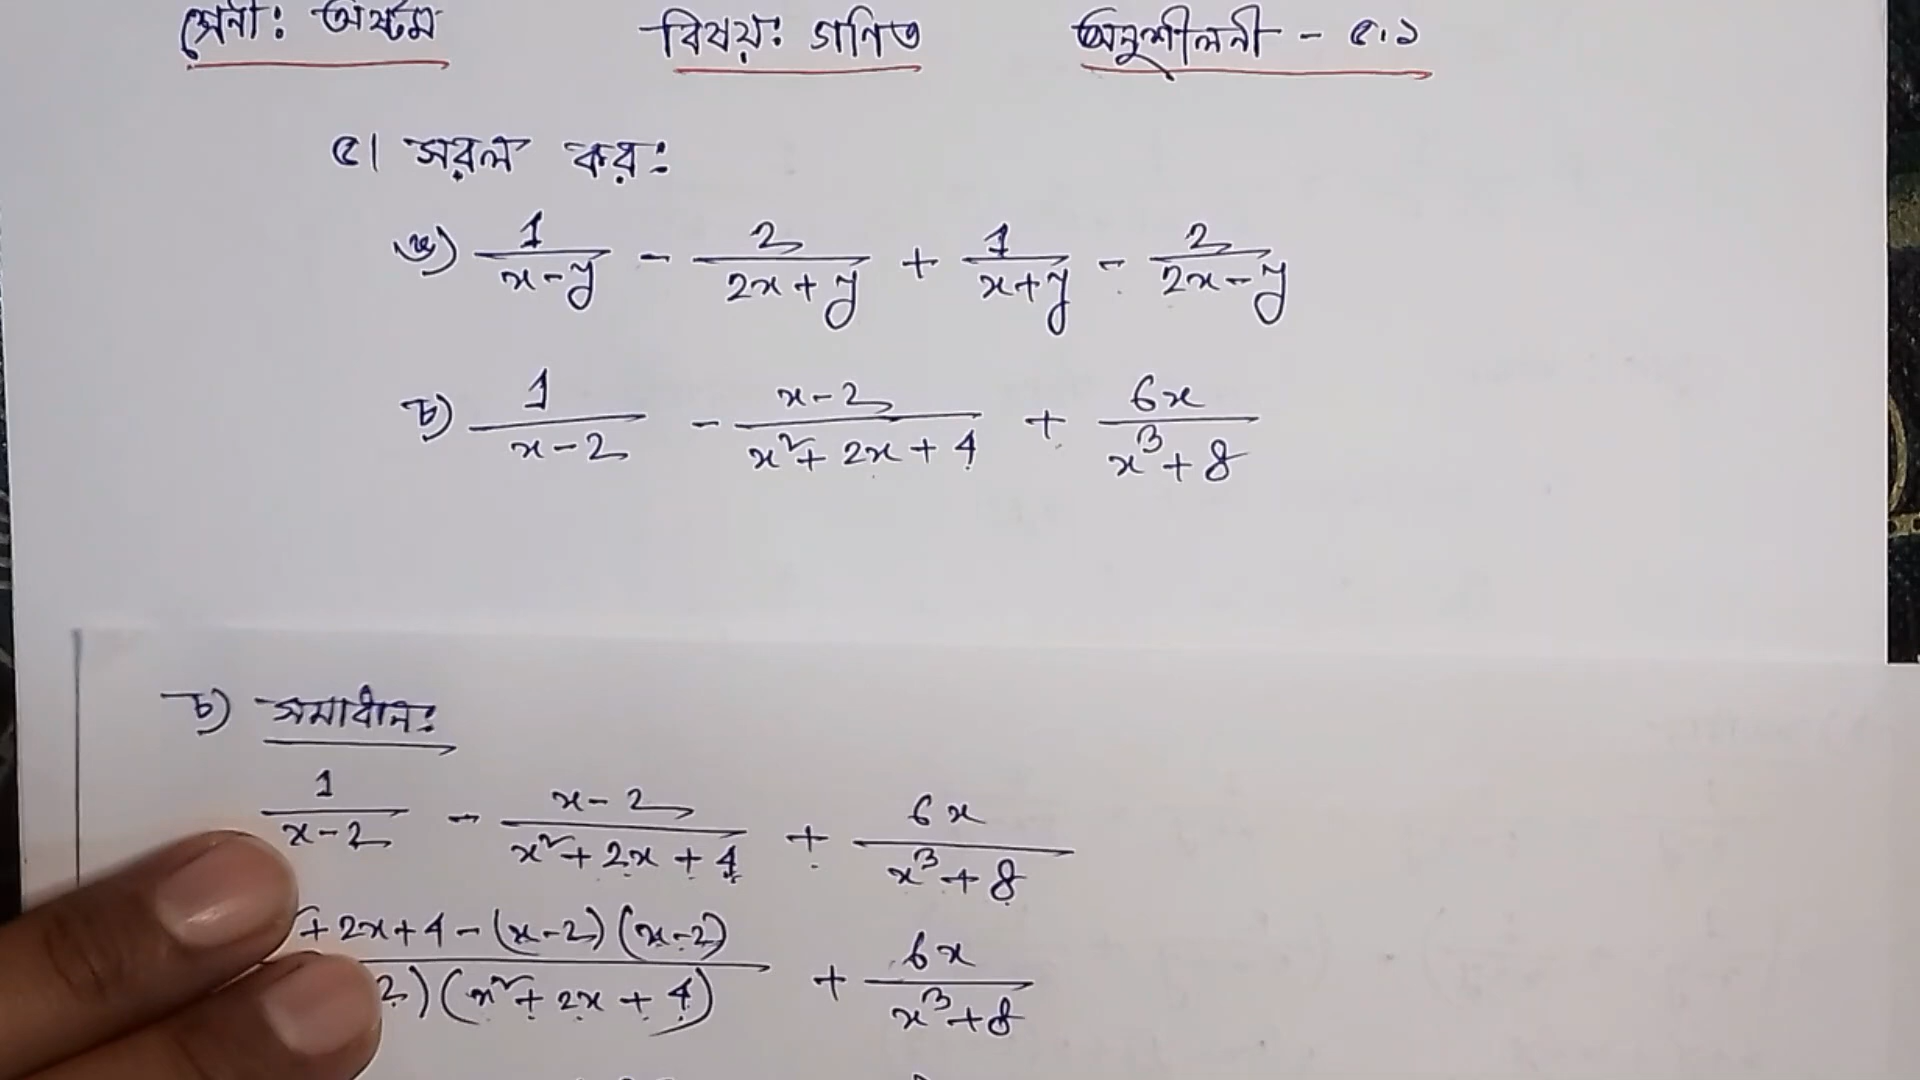 শ্রেনী: অষ্টম বিষয়: গনিত অনুশীলনী - ৫.১
৫। সরল কর:
ঙ) 1/(x-y) - 2/(2x+y) + 1/(x+y) - 2/(2x-y)
চ) 1/(x-2) - (x-2)/(x²+2x+4) + 6x/(x³+8)
চ) সমাধান:
1/(x-2) - (x-2)/(x²+2x+4) + 6x/(x³+8)
+2x+4-(x-2)(x-2) / 2)(x²+2x+4) + 6x/(x³+8)